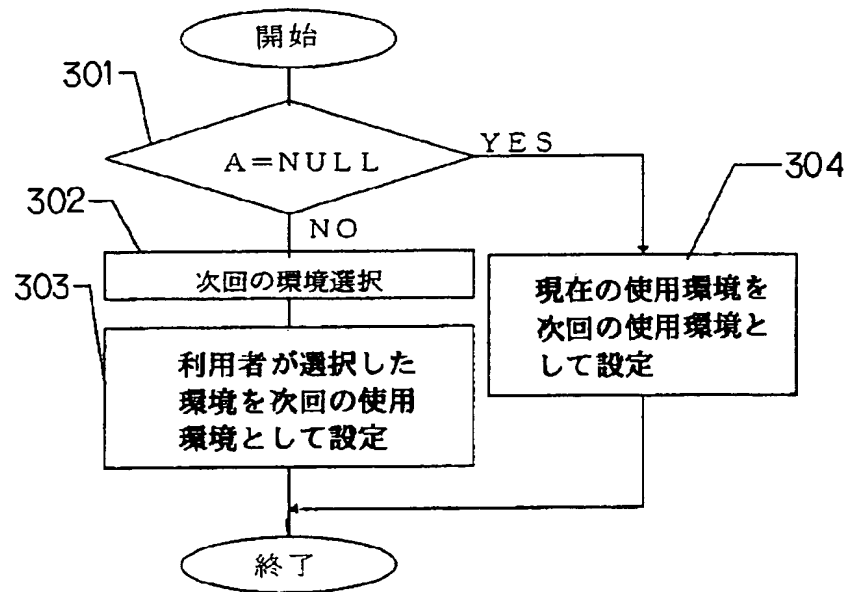 開始
301
A=NULL
YES
304
302
NO
次回の環境選択
303
現在の使用環境を
次回の使用環境と
して設定
利用者が選択した
環境を次回の使用
環境として設定
終了